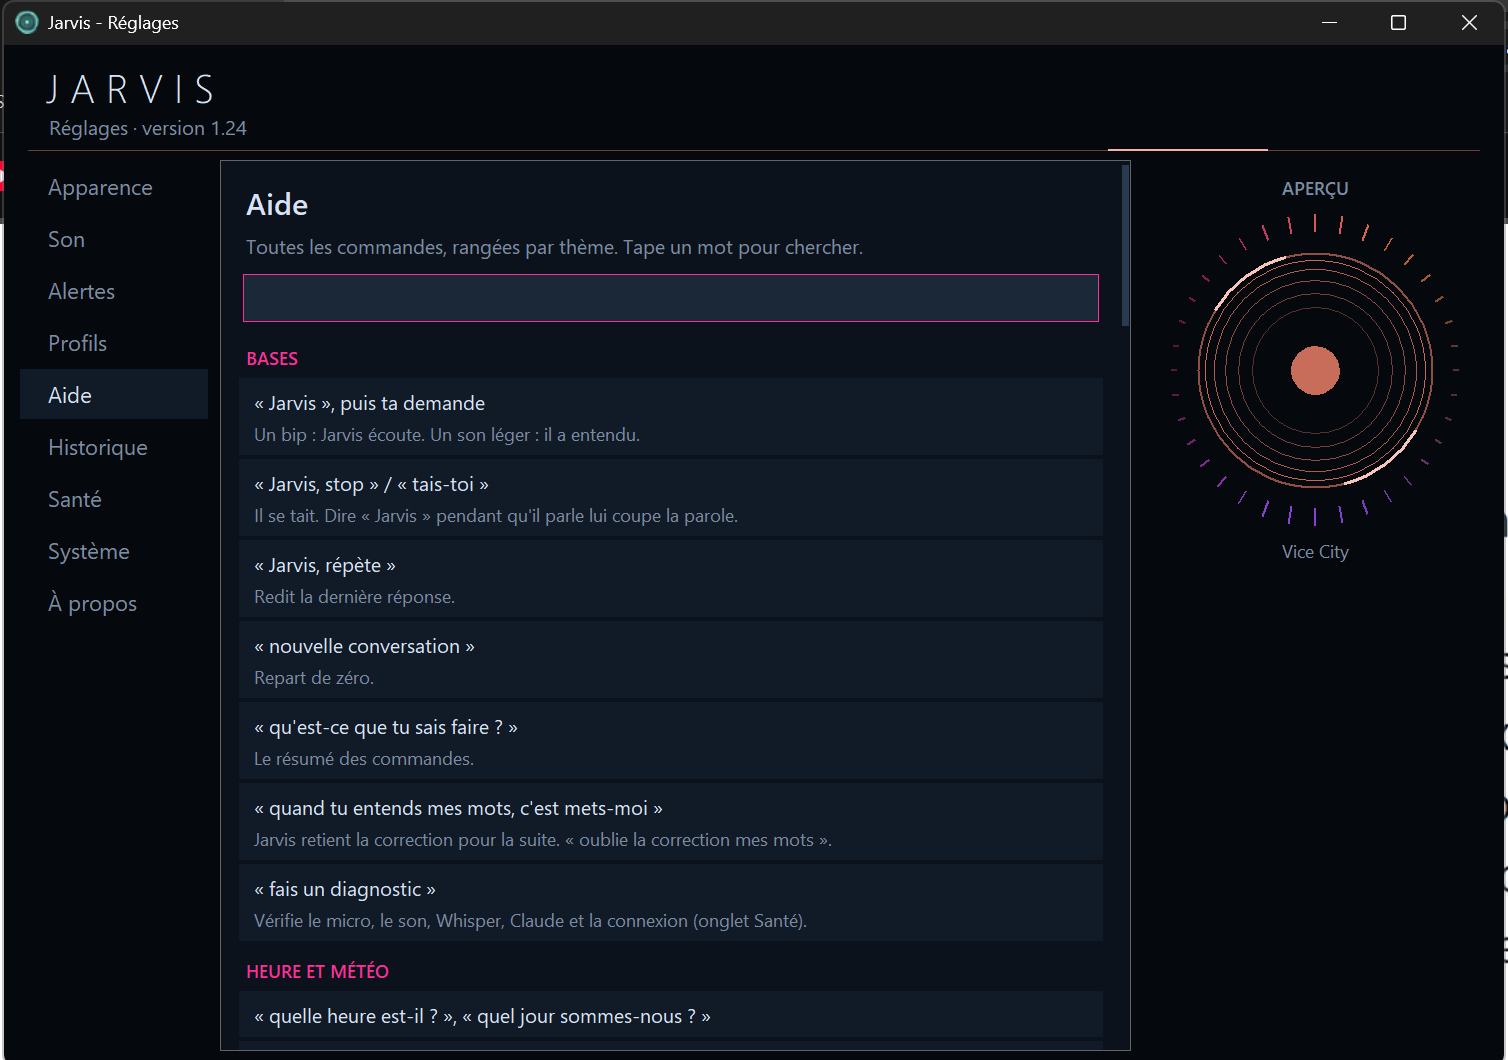 Jarvis - Réglages
JARVIS
Réglages · version 1.24
Apparence
Son
Alertes
Profils
Aide
Historique
Santé
Système
À propos
Aide
Toutes les commandes, rangées par thème. Tape un mot pour chercher.
BASES
« Jarvis », puis ta demande
Un bip : Jarvis écoute. Un son léger : il a entendu.
« Jarvis, stop » / « tais-toi »
Il se tait. Dire « Jarvis » pendant qu'il parle lui coupe la parole.
« Jarvis, répète »
Redit la dernière réponse.
« nouvelle conversation »
Repart de zéro.
« qu'est-ce que tu sais faire ? »
Le résumé des commandes.
« quand tu entends mes mots, c'est mets-moi »
Jarvis retient la correction pour la suite. « oublie la correction mes mots ».
« fais un diagnostic »
Vérifie le micro, le son, Whisper, Claude et la connexion (onglet Santé).
HEURE ET MÉTÉO
« quelle heure est-il ? », « quel jour sommes-nous ? »
APERÇU
Vice City